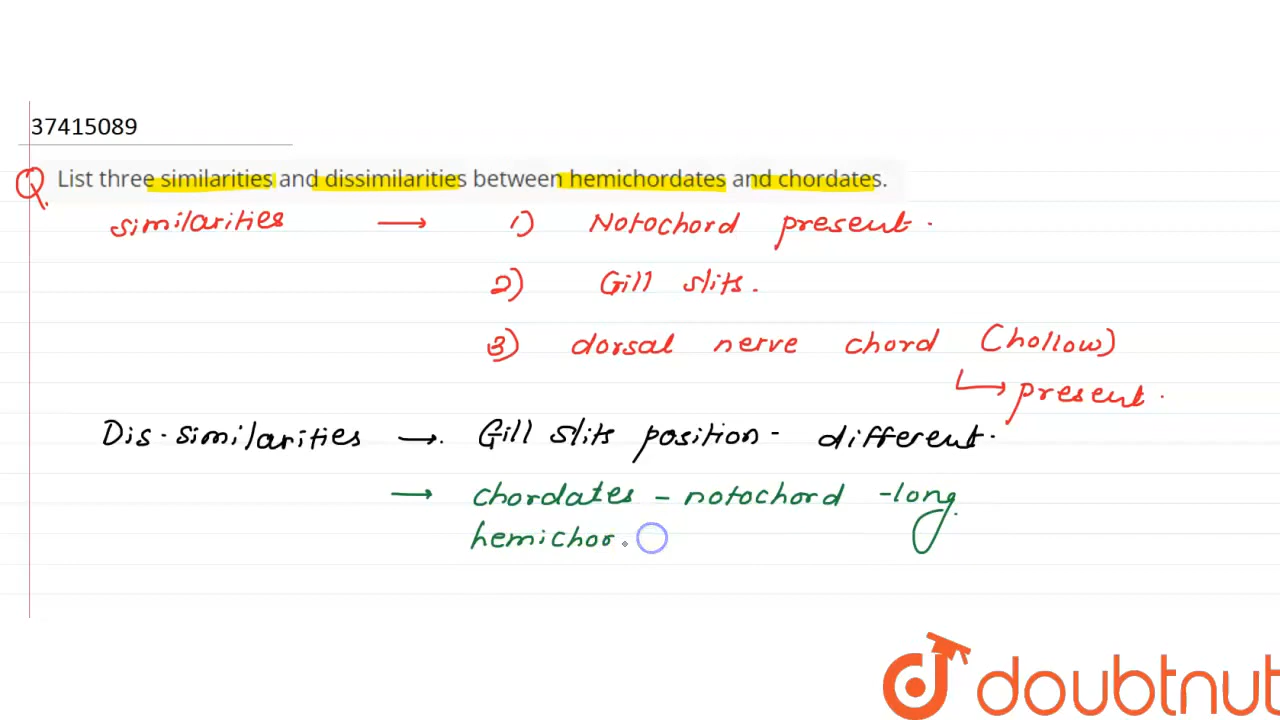 37415089
Q. List three similarities and dissimilarities between hemichordates and chordates.
similarities → 1) Notochord present.
2) Gill slits.
3) dorsal nerve chord (hollow)
↳ present.
Dis-similarities → Gill slits position - different.
→ chordates - notochord - long
hemichor.
doubtnut